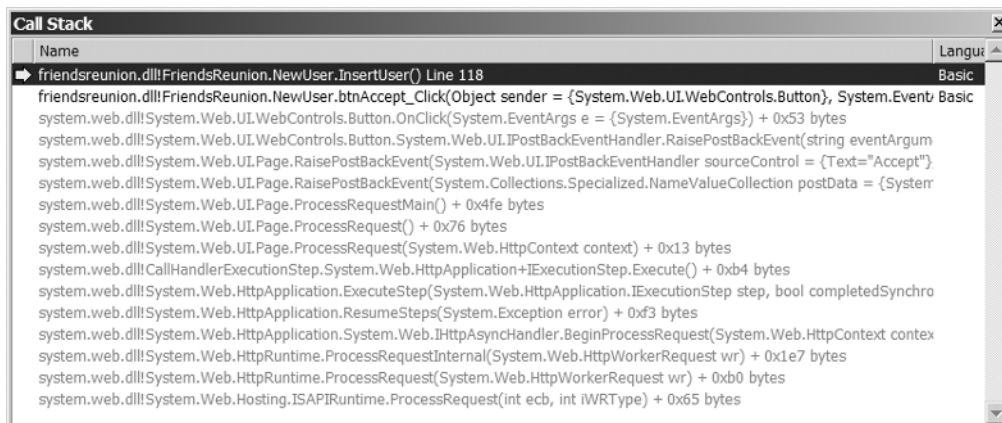 Call Stack
Name Langua
friendsreunion.dll!FriendsReunion.NewUser.InsertUser() Line 118 Basic
friendsreunion.dll!FriendsReunion.NewUser.btnAccept_Click(Object sender = {System.Web.UI.WebControls.Button}, System.Event Basic
system.web.dll!System.Web.UI.WebControls.Button.OnClick(System.EventArgs e = {System.EventArgs}) + 0x53 bytes
system.web.dll!System.Web.UI.WebControls.Button.System.Web.UI.IPostBackEventHandler.RaisePostBackEvent(string eventArgum
system.web.dll!System.Web.UI.Page.RaisePostBackEvent(System.Web.UI.IPostBackEventHandler sourceControl = {Text="Accept"}
system.web.dll!System.Web.UI.Page.RaisePostBackEvent(System.Collections.Specialized.NameValueCollection postData = {System
system.web.dll!System.Web.UI.Page.ProcessRequestMain() + 0x4fe bytes
system.web.dll!System.Web.UI.Page.ProcessRequest() + 0x76 bytes
system.web.dll!System.Web.UI.Page.ProcessRequest(System.Web.HttpContext context) + 0x13 bytes
system.web.dll!CallHandlerExecutionStep.System.Web.HttpApplication+IExecutionStep.Execute() + 0xb4 bytes
system.web.dll!System.Web.HttpApplication.ExecuteStep(System.Web.HttpApplication.IExecutionStep step, bool completedSynchro
system.web.dll!System.Web.HttpApplication.ResumeSteps(System.Exception error) + 0xf3 bytes
system.web.dll!System.Web.HttpApplication.System.Web.IHttpAsyncHandler.BeginProcessRequest(System.Web.HttpContext contex
system.web.dll!System.Web.HttpRuntime.ProcessRequestInternal(System.Web.HttpWorkerRequest wr) + 0x1e7 bytes
system.web.dll!System.Web.HttpRuntime.ProcessRequest(System.Web.HttpWorkerRequest wr) + 0xb0 bytes
system.web.dll!System.Web.Hosting.ISAPIRuntime.ProcessRequest(int ecb, int iWRType) + 0x65 bytes